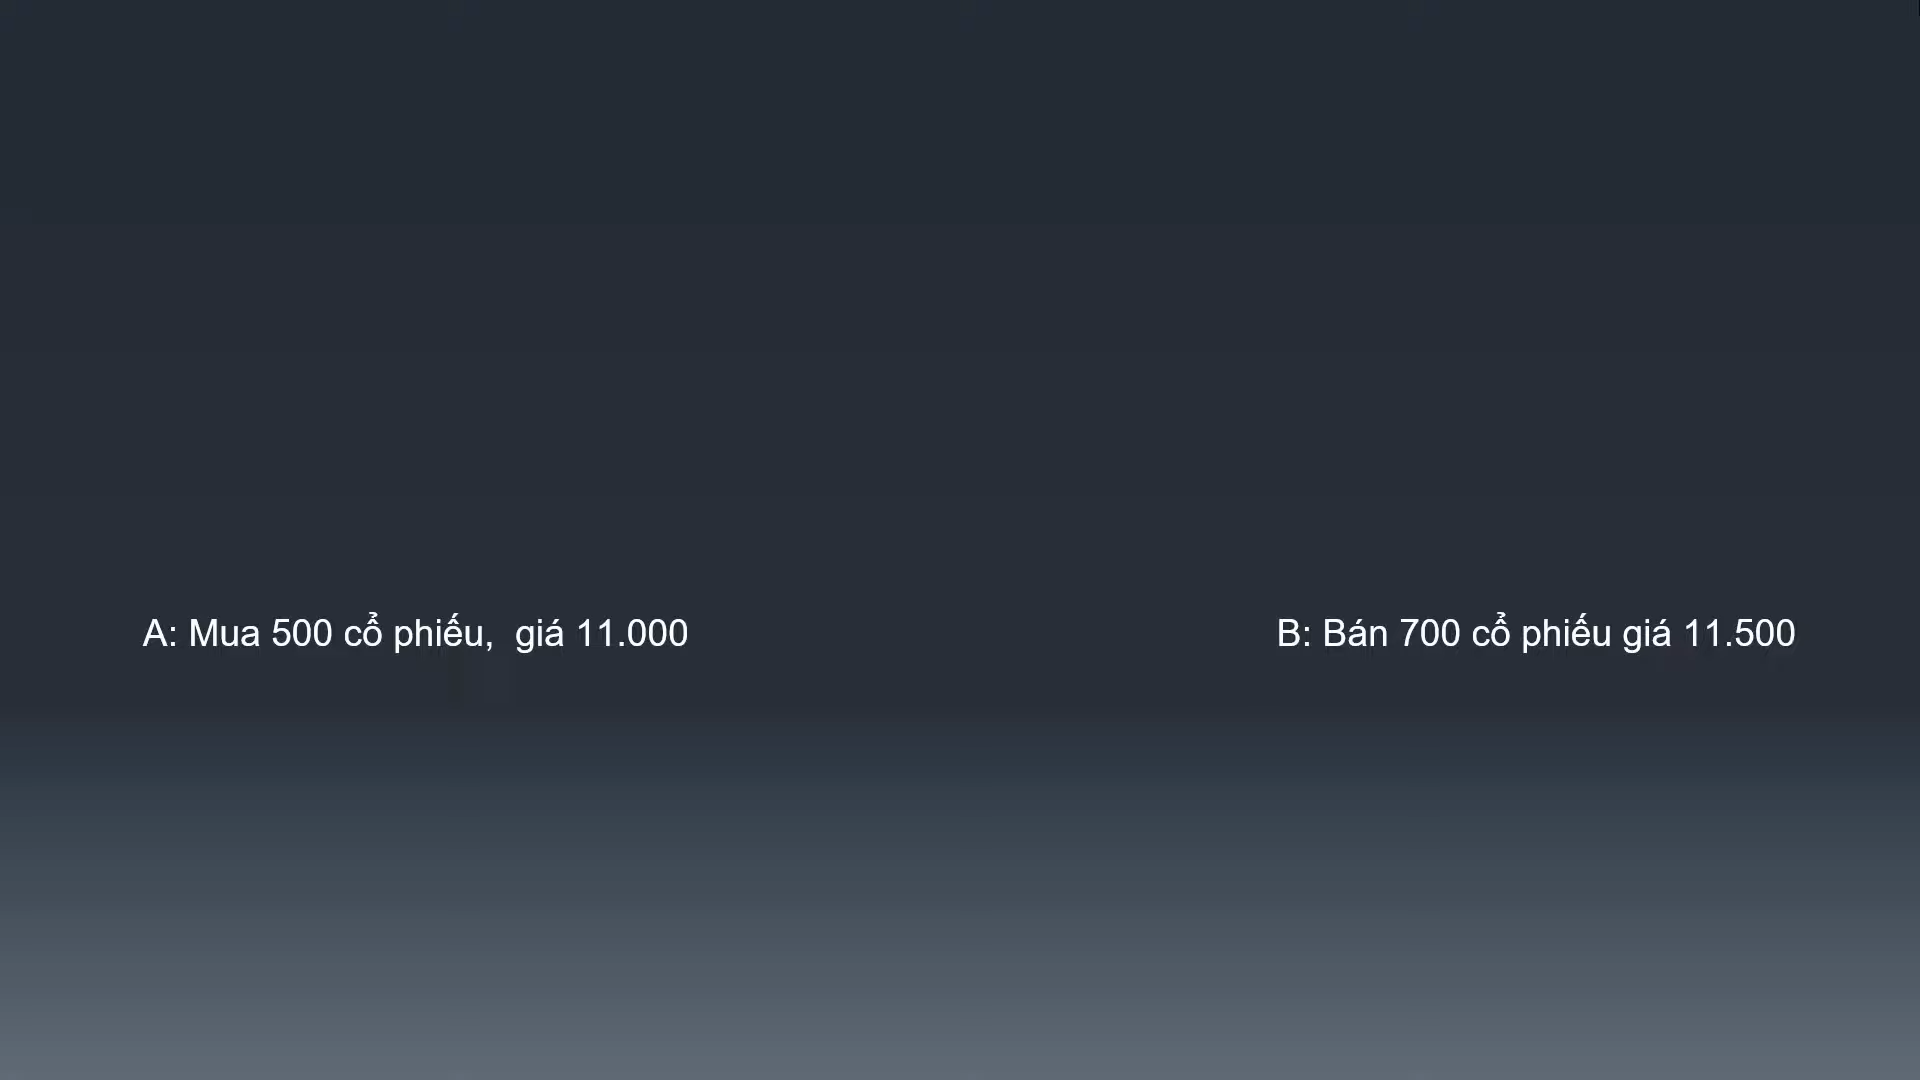 A: Mua 500 cổ phiếu,  giá 11.000
B: Bán 700 cổ phiếu giá 11.500